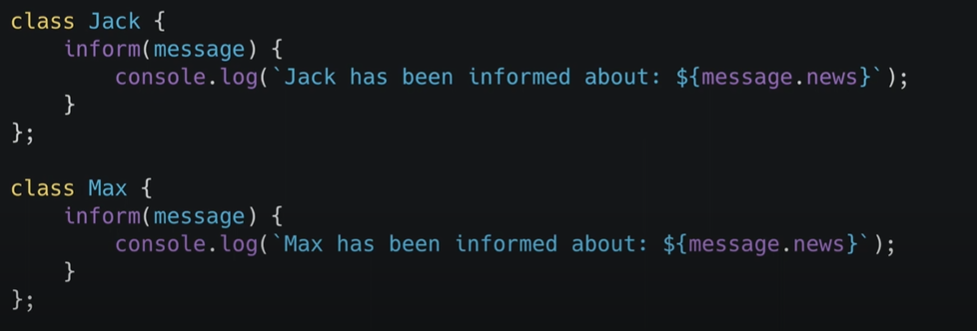 class Jack {
    inform(message) {
        console.log(`Jack has been informed about: ${message.news}`);
    }
};

class Max {
    inform(message) {
        console.log(`Max has been informed about: ${message.news}`);
    }
};